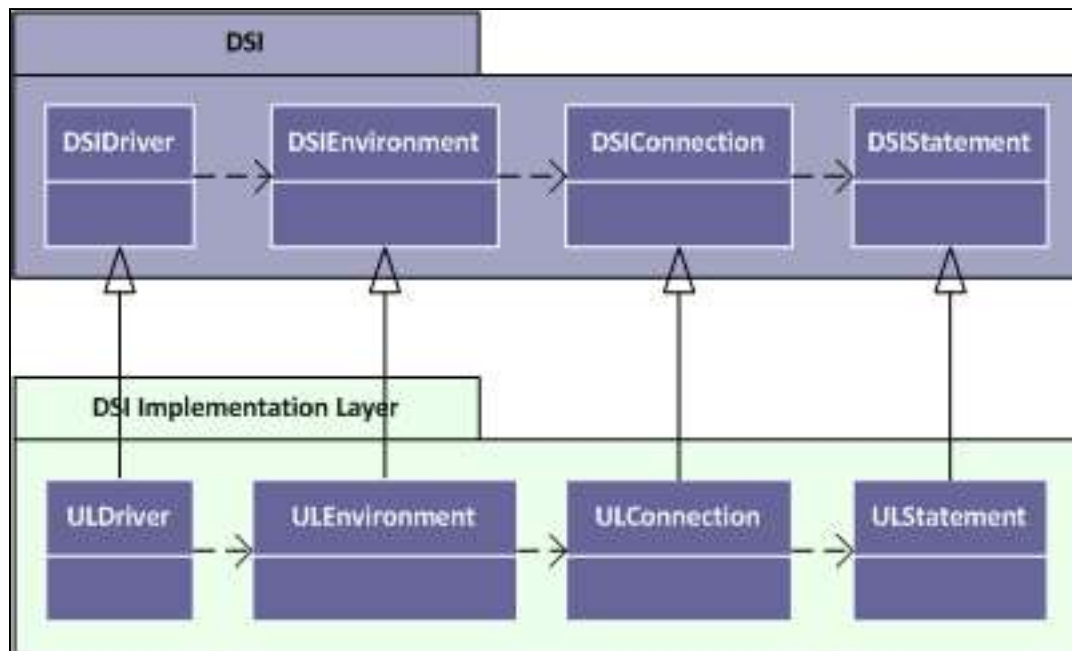 DSI
DSIDriver
DSIEnvironment
DSIConnection
DSIStatement
DSI Implementation Layer
ULDriver
ULEnvironment
ULConnection
ULStatement